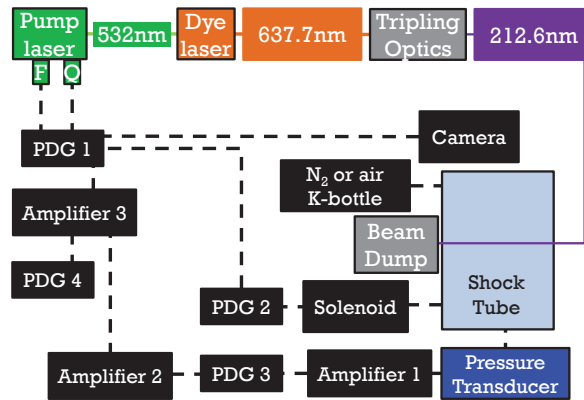 Pump
laser
532nm
Dye
laser
637.7nm
Tripling
Optics
212.6nm
F
Q
PDG 1
Camera
N₂ or air
K-bottle
Amplifier 3
Beam
Dump
PDG 4
PDG 2
Solenoid
Shock
Tube
Amplifier 2
PDG 3
Amplifier 1
Pressure
Transducer